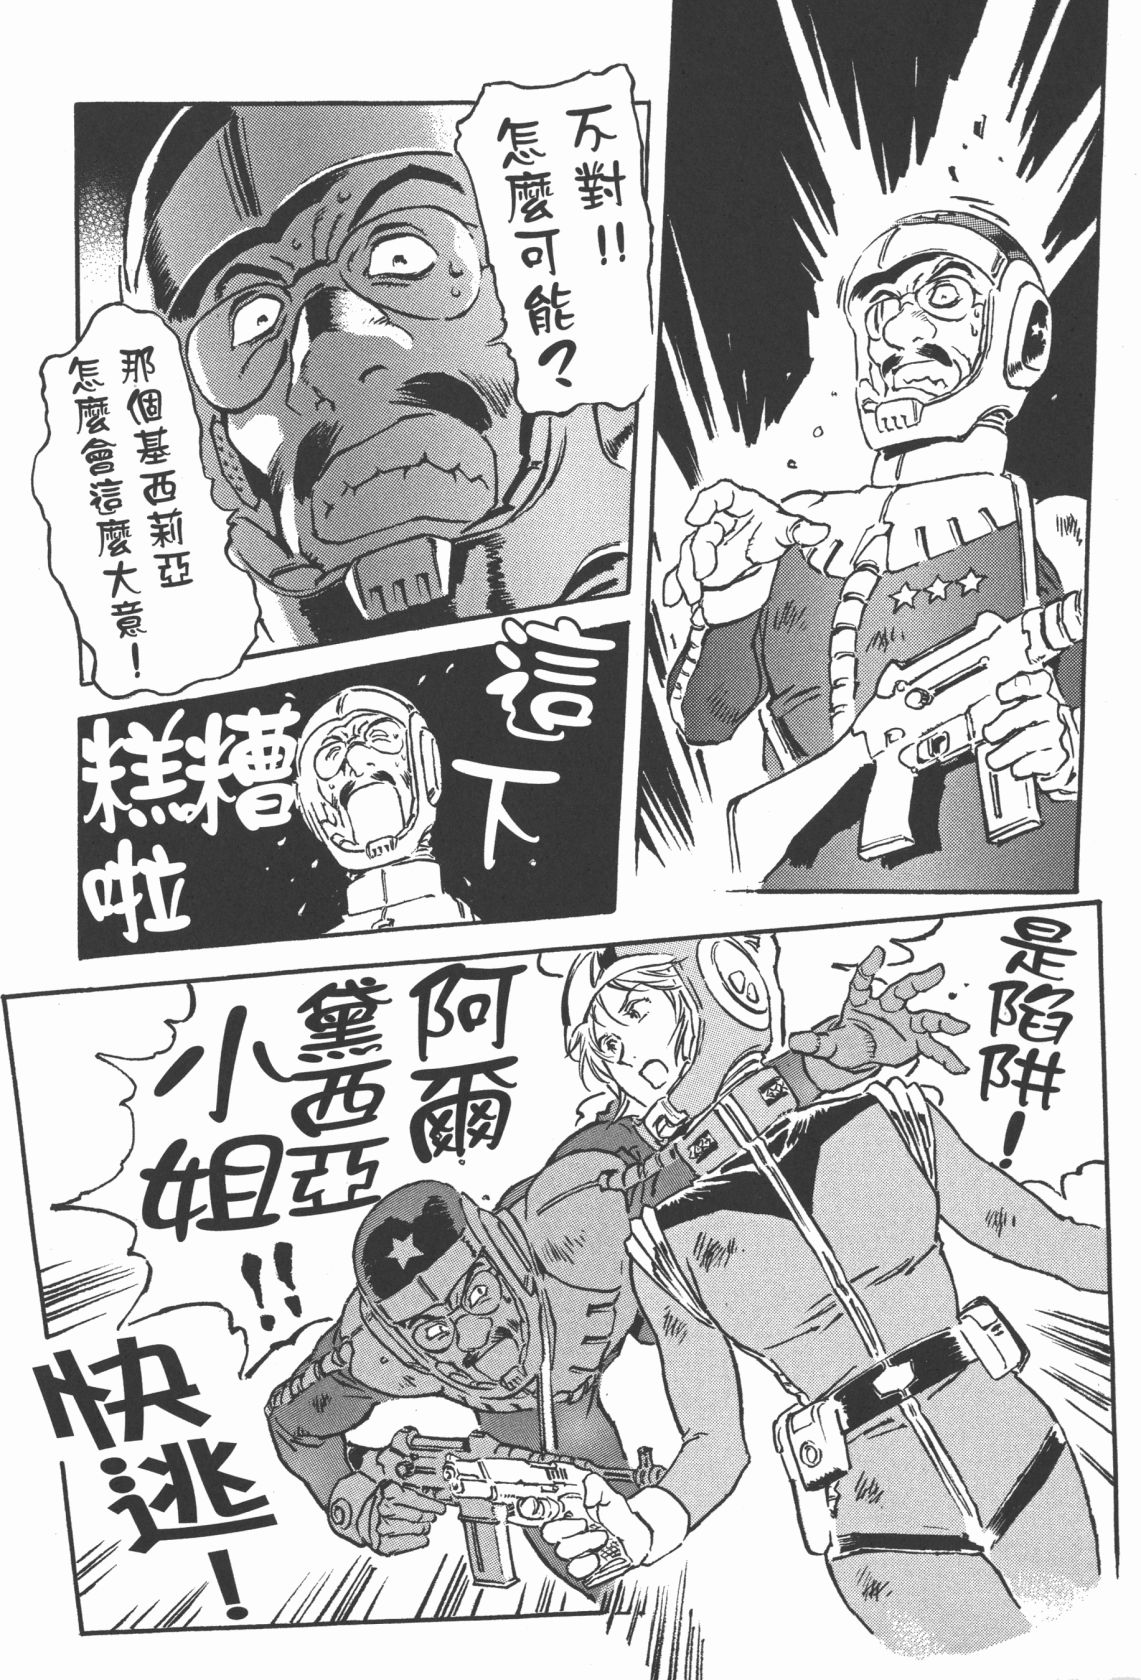 不對!!
怎麼可能?
那個基西莉亞
怎麼會這麼大意!
這下
糟糕啦
是陷阱!
阿爾
黛西亞
小姐!!
快逃!